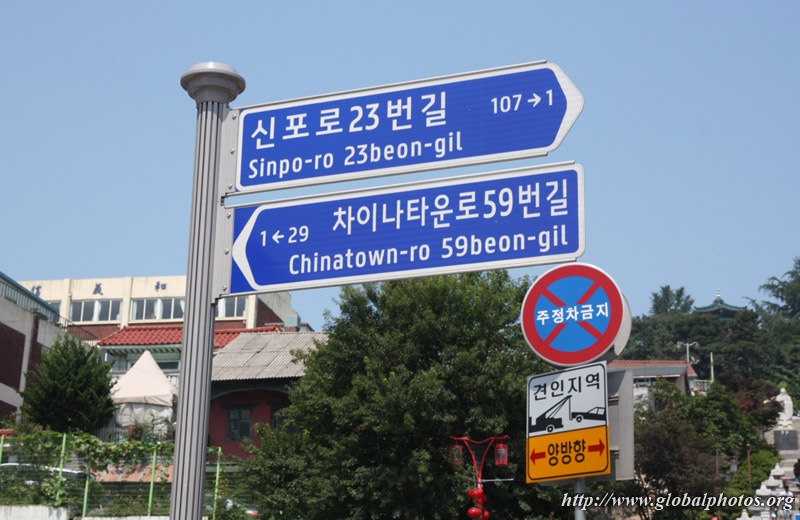 신포로23번길 107→1
Sinpo-ro 23beon-gil
1←29 차이나타운로59번길
Chinatown-ro 59beon-gil
주정차금지
견인지역
←양방향→
義 和
http://www.globalphotos.org